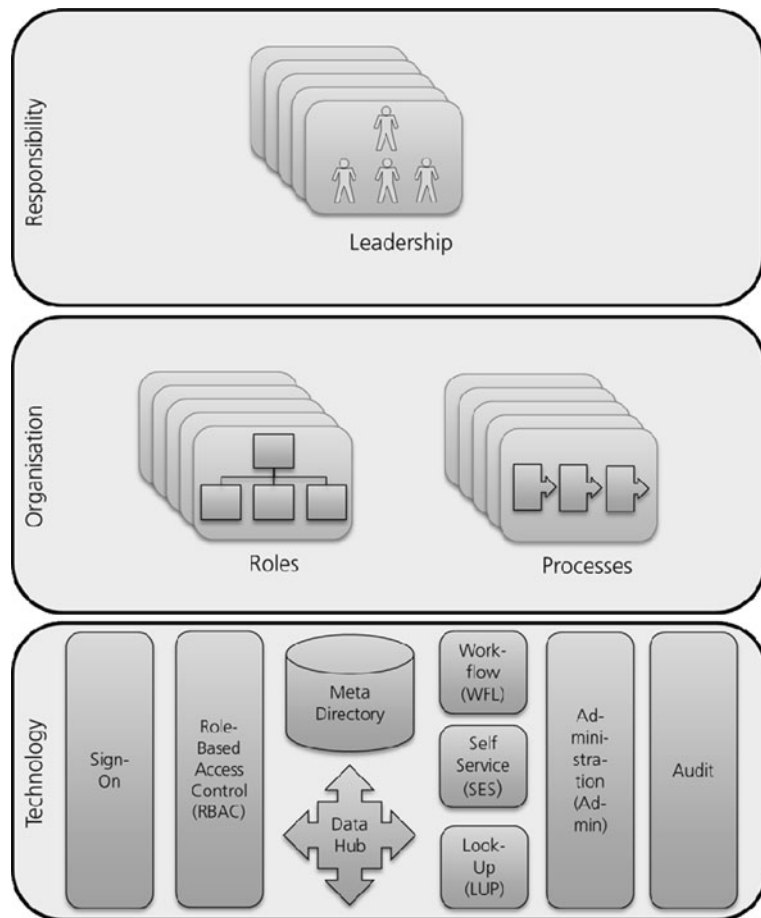 Responsibility
Leadership
Organisation
Roles
Processes
Technology
Sign-
On
Role-
Based
Access
Control
(RBAC)
Meta
Directory
Data
Hub
Work-
flow
(WFL)
Self
Service
(SES)
Look-
Up
(LUP)
Ad-
mini-
stra-
tion
(Ad-
min)
Audit